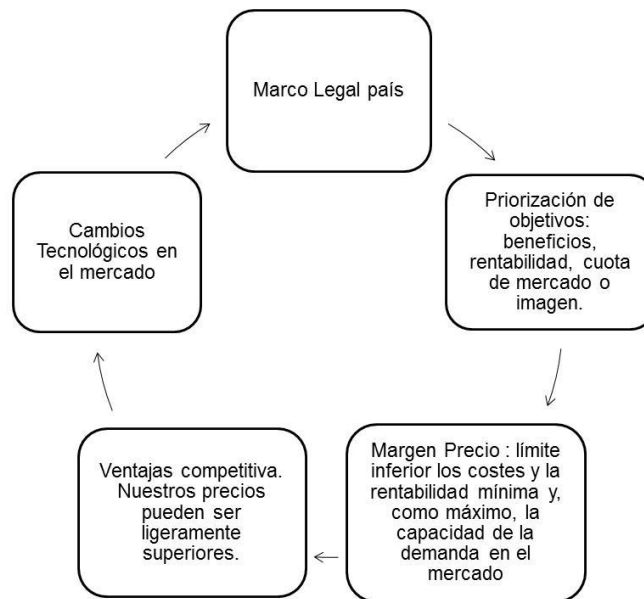 Marco Legal país
Priorización de
objetivos:
beneficios,
rentabilidad, cuota
de mercado o
imagen.
Margen Precio : límite
inferior los costes y la
rentabilidad mínima y,
como máximo, la
capacidad de la
demanda en el
mercado
Ventajas competitiva.
Nuestros precios
pueden ser
ligeramente
superiores.
Cambios
Tecnológicos en
el mercado